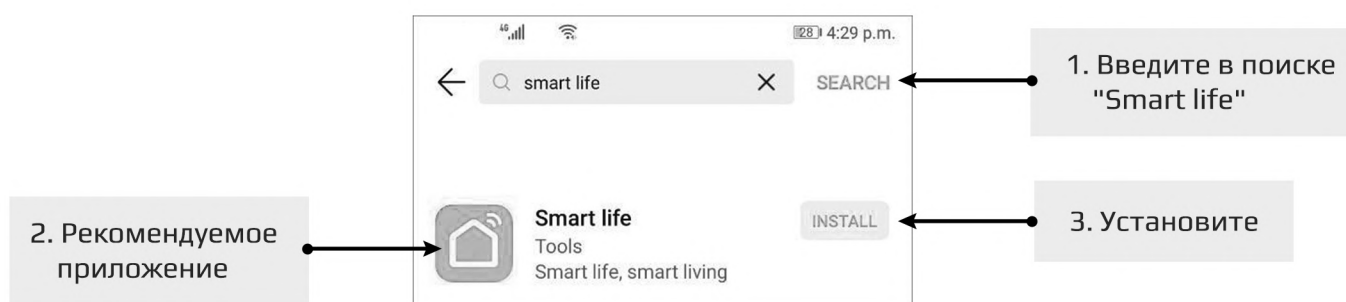 4G 28 4:29 p.m.
smart life SEARCH
1. Введите в поиске
"Smart life"
Smart life
Tools
Smart life, smart living
INSTALL
2. Рекомендуемое
приложение
3. Установите